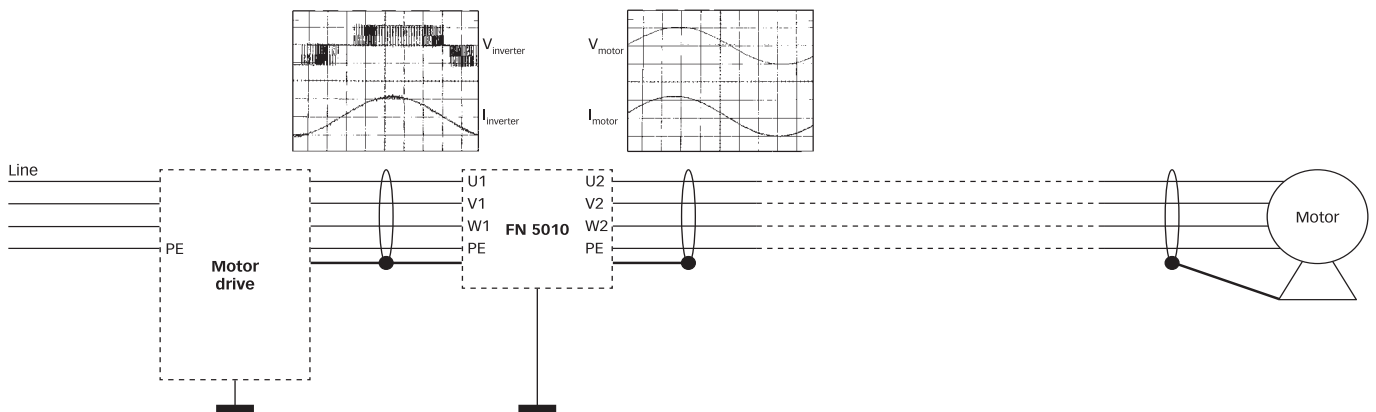 V inverter
V motor
I inverter
I motor
Line
U1
U2
V1
V2
W1
FN 5010
W2
Motor
PE
PE
PE
Motor
drive